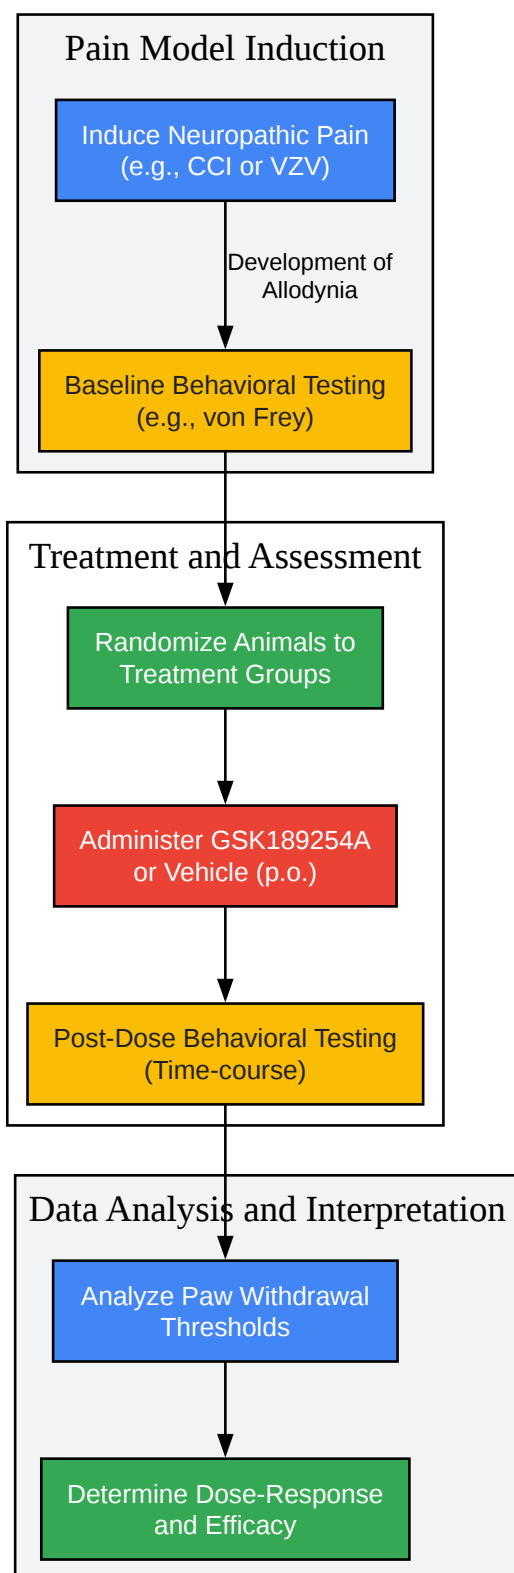 Pain Model Induction
Induce Neuropathic Pain
(e.g., CCI or VZV)
Development of
Allodynia
Baseline Behavioral Testing
(e.g., von Frey)
Treatment and Assessment
Randomize Animals to
Treatment Groups
Administer GSK189254A
or Vehicle (p.o.)
Post-Dose Behavioral Testing
(Time-course)
Data Analysis and Interpretation
Analyze Paw Withdrawal
Thresholds
Determine Dose-Response
and Efficacy